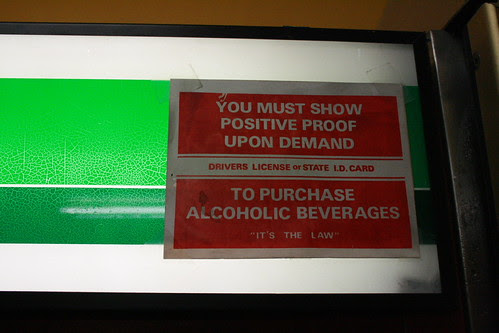 YOU MUST SHOW
POSITIVE PROOF
UPON DEMAND
DRIVERS LICENSE or STATE I.D. CARD
TO PURCHASE
ALCOHOLIC BEVERAGES
"IT'S THE LAW"